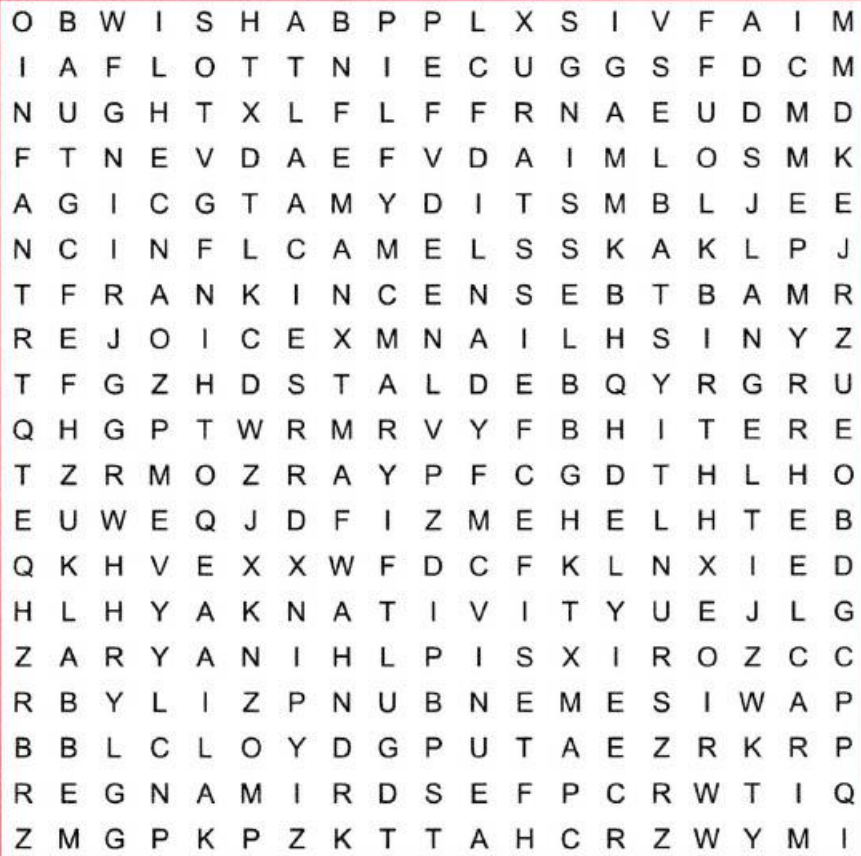 O B W I S H A B P P L X S I V F A I M
I A F L O T T N I E C U G G S F D C M
N U G H T X L F L F F R N A E U D M D
F T N E V D A E F V D A I M L O S M K
A G I C G T A M Y D I T S M B L J E E
N C I N F L C A M E L S S K A K L P J
T F R A N K I N C E N S E B T B A M R
R E J O I C E X M N A I L H S I N Y Z
T F G Z H D S T A L D E B Q Y R G R U
Q H G P T W R M R V Y F B H I T E R E
T Z R M O Z R A Y P F C G D T H L H O
E U W E Q J D F I Z M E H E L H T E B
Q K H V E X X W F D C F K L N X I E D
H L H Y A K N A T I V I T Y U E J L G
Z A R Y A N I H L P I S X I R O Z C C
R B Y L I Z P N U B N E M E S I W A P
B B L C L O Y D G P U T A E Z R K R P
R E G N A M I R D S E F P C R W T I Q
Z M G P K P Z K T T A H C R Z W Y M I